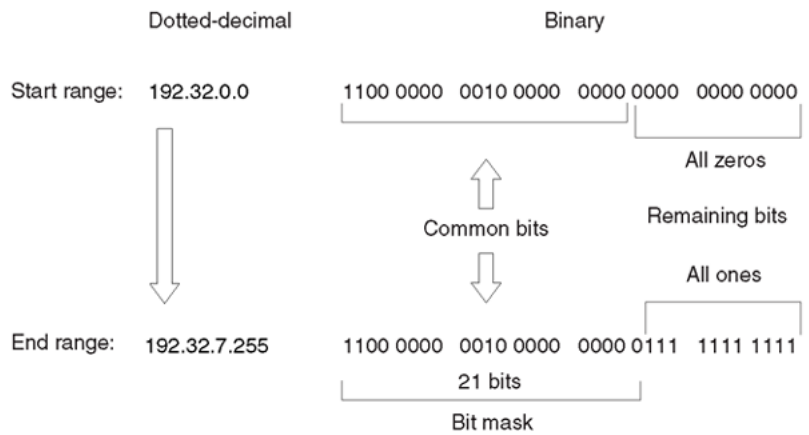 Dotted-decimal Binary
Start range: 192.32.0.0 1100 0000 0010 0000 0000 0000 0000 0000
All zeros
Common bits Remaining bits
All ones
End range: 192.32.7.255 1100 0000 0010 0000 0000 0111 1111 1111
21 bits
Bit mask